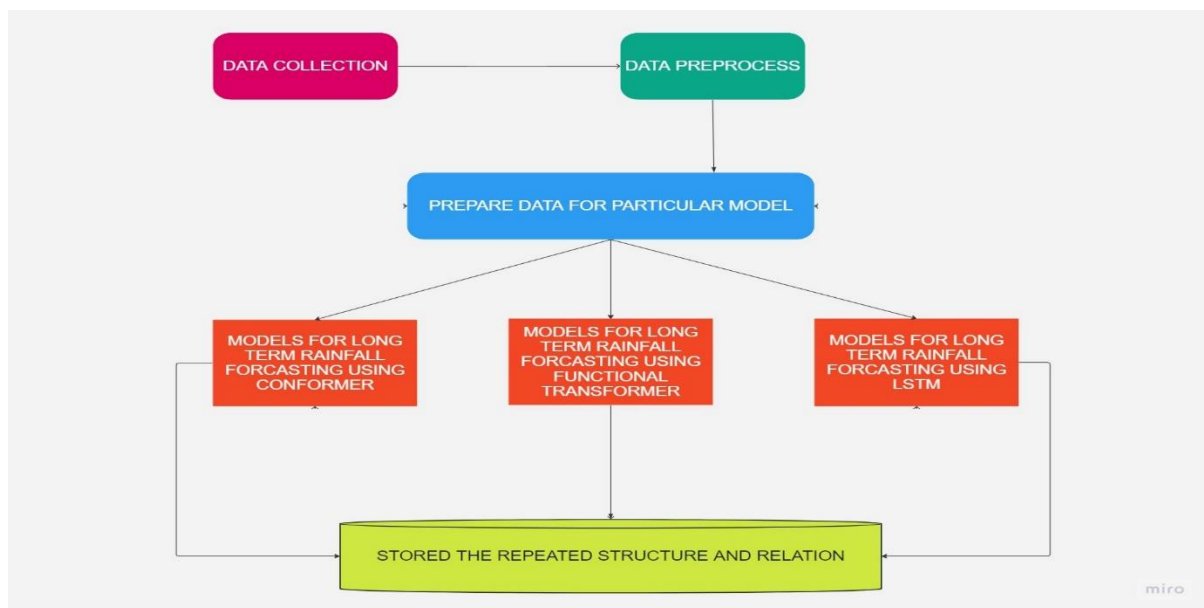 DATA COLLECTION
DATA PREPROCESS
PREPARE DATA FOR PARTICULAR MODEL
MODELS FOR LONG
TERM RAINFALL
FORCASTING USING
CONFORMER
MODELS FOR LONG
TERM RAINFALL
FORCASTING USING
FUNCTIONAL
TRANSFORMER
MODELS FOR LONG
TERM RAINFALL
FORCASTING USING
LSTM
STORED THE REPEATED STRUCTURE AND RELATION
miro